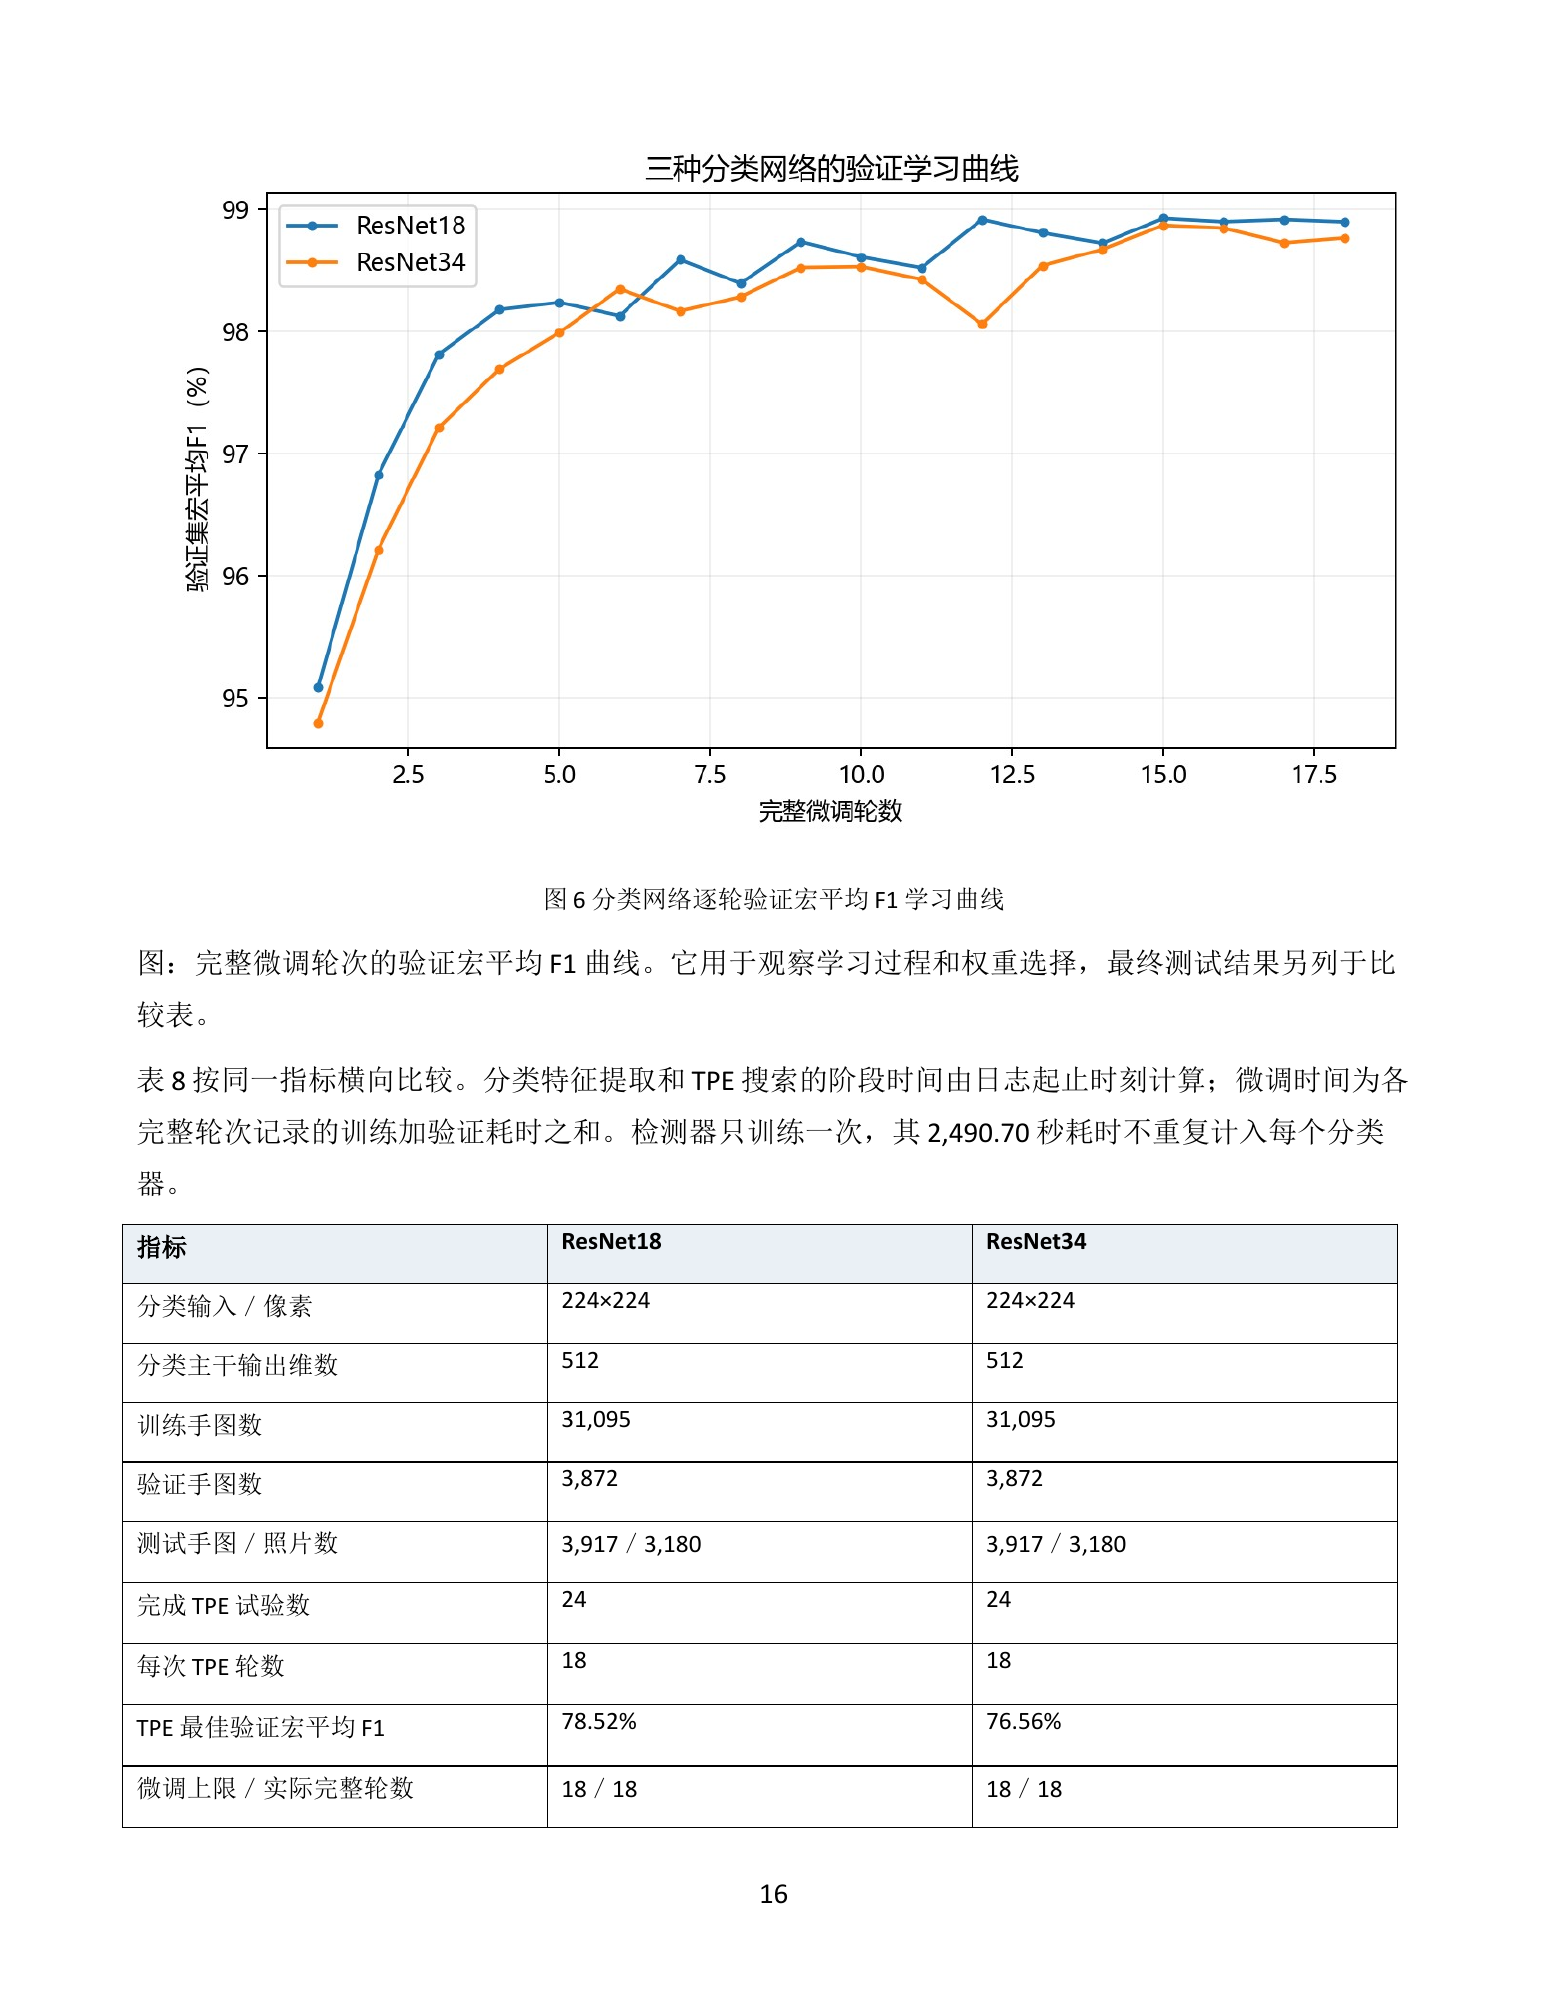 三种分类网络的验证学习曲线
ResNet18
ResNet34
99
98
97
96
95
验证集宏平均F1（%）
2.5 5.0 7.5 10.0 12.5 15.0 17.5
完整微调轮数
图 6 分类网络逐轮验证宏平均 F1 学习曲线
图：完整微调轮次的验证宏平均 F1 曲线。它用于观察学习过程和权重选择，最终测试结果另列于比
较表。
表 8 按同一指标横向比较。分类特征提取和 TPE 搜索的阶段时间由日志起止时刻计算；微调时间为各
完整轮次记录的训练加验证耗时之和。检测器只训练一次，其 2,490.70 秒耗时不重复计入每个分类
器。
指标 ResNet18 ResNet34
分类输入／像素 224×224 224×224
分类主干输出维数 512 512
训练手图数 31,095 31,095
验证手图数 3,872 3,872
测试手图／照片数 3,917／3,180 3,917／3,180
完成 TPE 试验数 24 24
每次 TPE 轮数 18 18
TPE 最佳验证宏平均 F1 78.52% 76.56%
微调上限／实际完整轮数 18／18 18／18
16